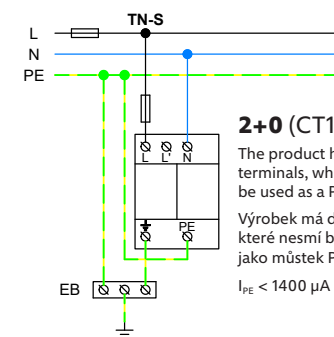 TN-S
L
N
PE
L L' N
PE
EB
2+0 (CT1
The product h
terminals, wh
be used as a P
Výrobek má d
které nesmí b
jako můstek P
IPE < 1400 µA